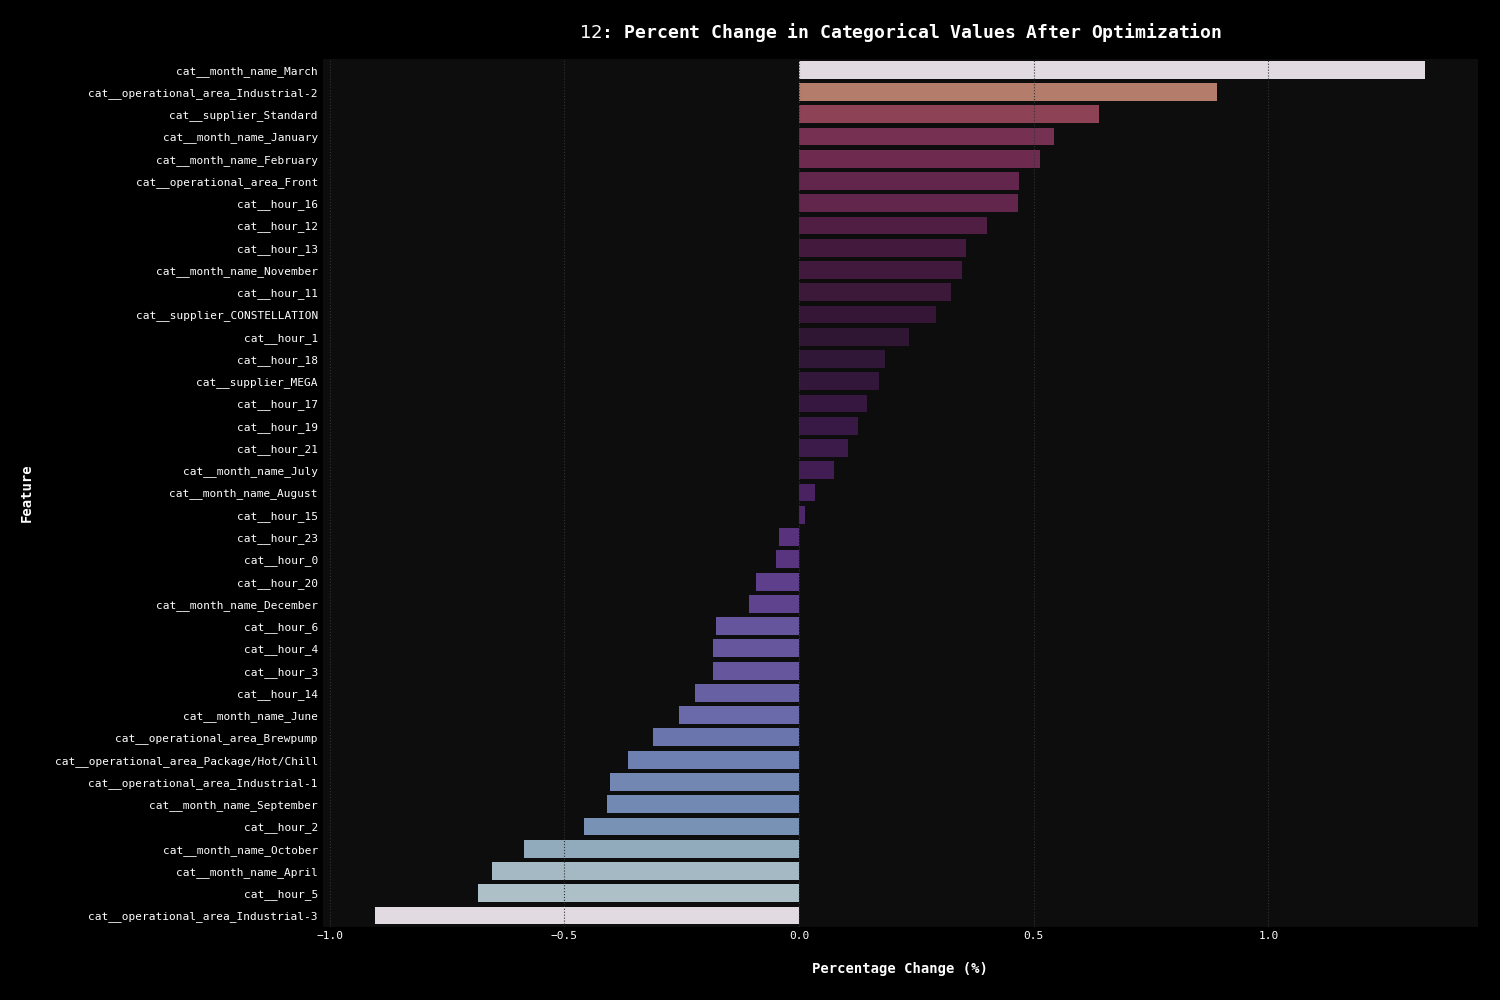 12: Percent Change in Categorical Values After Optimization
cat__month_name_March
cat__operational_area_Industrial-2
cat__supplier_Standard
cat__month_name_January
cat__month_name_February
cat__operational_area_Front
cat__hour_16
cat__hour_12
cat__hour_13
cat__month_name_November
cat__hour_11
cat__supplier_CONSTELLATION
cat__hour_1
cat__hour_18
cat__supplier_MEGA
cat__hour_17
cat__hour_19
cat__hour_21
cat__month_name_July
cat__month_name_August
cat__hour_15
cat__hour_23
cat__hour_0
cat__hour_20
cat__month_name_December
cat__hour_6
cat__hour_4
cat__hour_3
cat__hour_14
cat__month_name_June
cat__operational_area_Brewpump
cat__operational_area_Package/Hot/Chill
cat__operational_area_Industrial-1
cat__month_name_September
cat__hour_2
cat__month_name_October
cat__month_name_April
cat__hour_5
cat__operational_area_Industrial-3
Feature
−1.0 −0.5 0.0 0.5 1.0
Percentage Change (%)